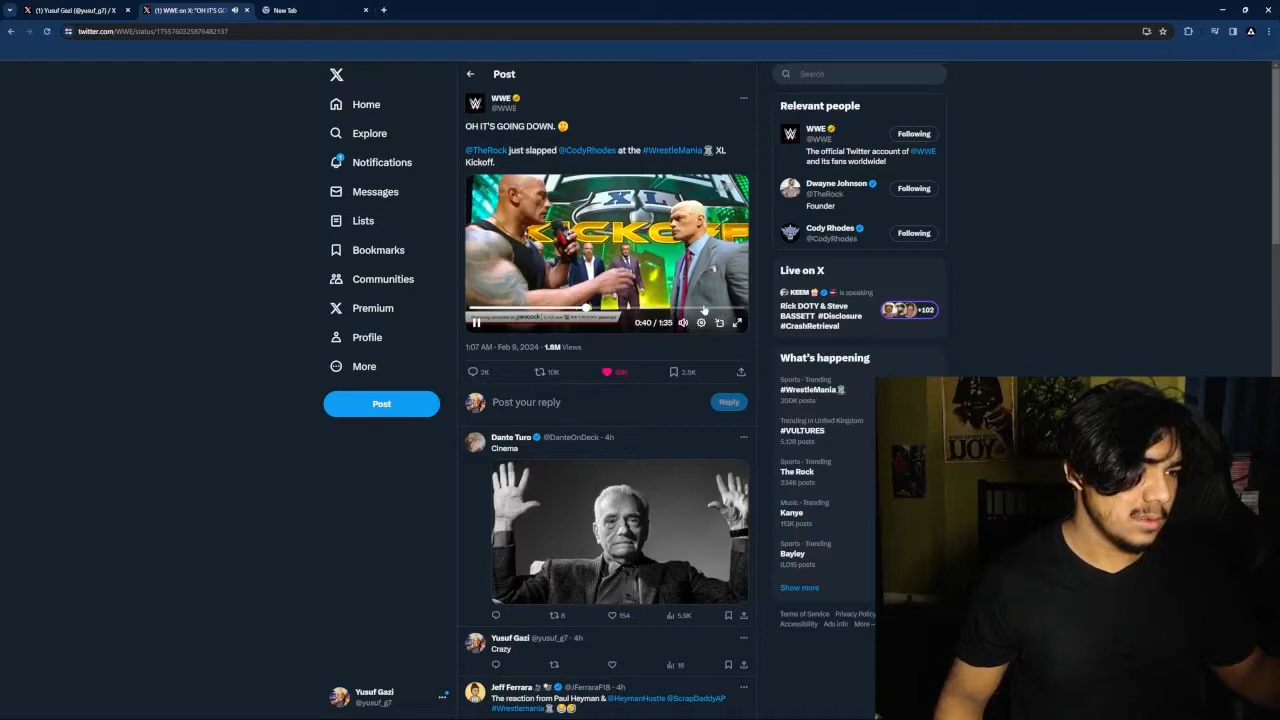 (1) Yusuf Gazi (@yusuf_g7) / X
(1) WWE on X: "OH IT'S GO
New Tab
twitter.com/WWE/status/1755760325876482137
Home
Explore
1
Notifications
Messages
Lists
Bookmarks
Communities
Premium
Profile
More
Post
Yusuf Gazi
@yusuf_g7
Post
WWE
@WWE
OH IT'S GOING DOWN.
@TheRock just slapped @CodyRhodes at the #WrestleMania XL
Kickoff.
XL
KICKOFF
0:40 / 1:35
1:07 AM · Feb 9, 2024 · 1.8M Views
2K
10K
2.5K
Post your reply
Reply
Dante Turo @DanteOnDeck · 4h
Cinema
8
154
5.9K
Yusuf Gazi @yusuf_g7 · 4h
Crazy
16
Jeff Ferrara @JFerraraF18 · 4h
The reaction from Paul Heyman & @HeymanHustle @ScrapDaddyAP
#Wrestlemania
Search
Relevant people
WWE
@WWE
Following
The official Twitter account of @WWE
and its fans worldwide!
Dwayne Johnson
@TheRock
Following
Founder
Cody Rhodes
@CodyRhodes
Following
Live on X
KEEM is speaking
Rick DOTY & Steve
BASSETT #Disclosure
#CrashRetrieval
+102
What's happening
Sports · Trending
#WrestleMania
200K posts
Trending in United Kingdom
#VULTURES
5,128 posts
Sports · Trending
The Rock
234K posts
Music · Trending
Kanye
113K posts
Sports · Trending
Bayley
9,015 posts
Show more
Terms of Service Privacy Policy
Accessibility Ads info More